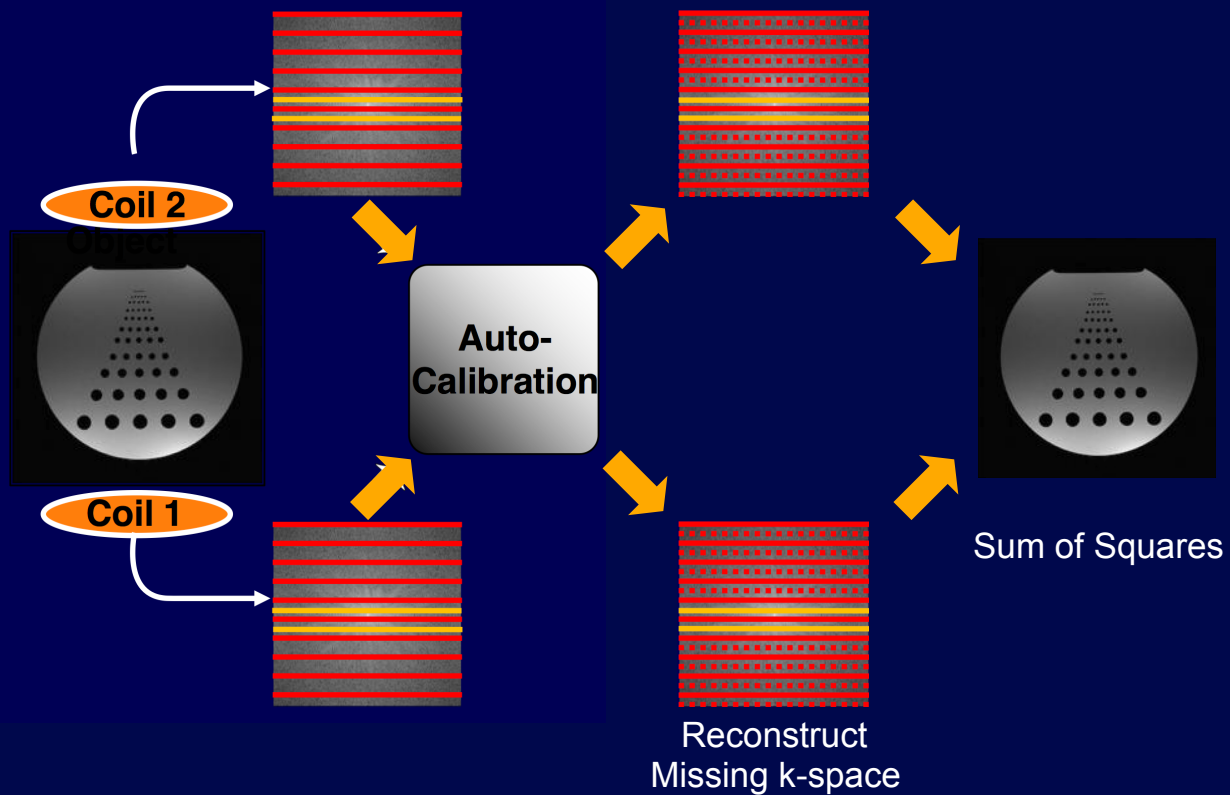 Coil 2
Object
Auto-
Calibration
Coil 1
Sum of Squares
Reconstruct
Missing k-space